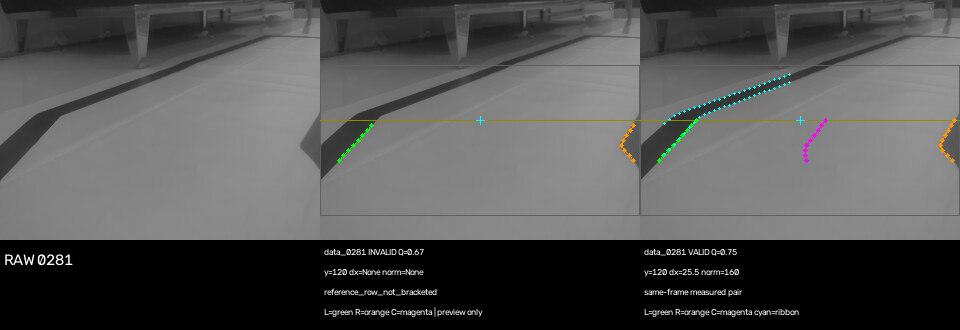 RAW 0281
data_0281 INVALID Q=0.67
y=120 dx=None norm=None
reference_row_not_bracketed
L=green R=orange C=magenta | preview only
data_0281 VALID Q=0.75
y=120 dx=25.5 norm=160
same-frame measured pair
L=green R=orange C=magenta cyan=ribbon